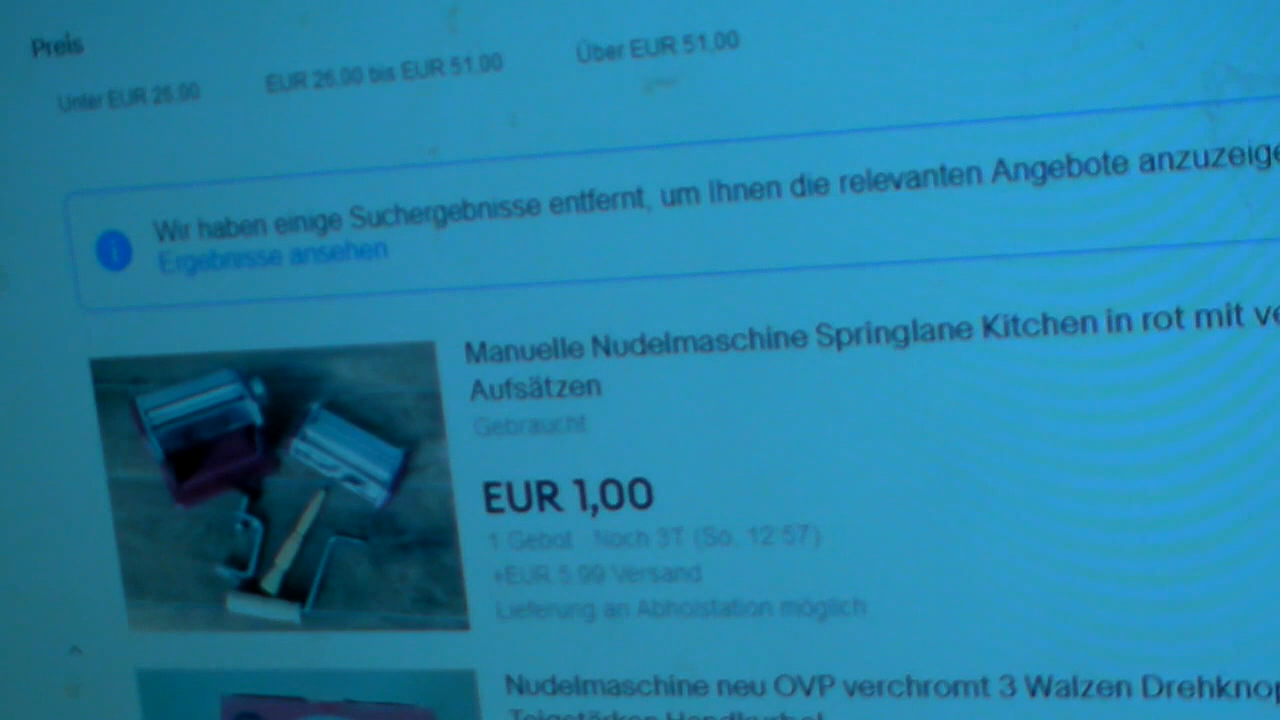 Preis
Unter EUR 26.00
EUR 26.00 bis EUR 51.00
Über EUR 51.00
Wir haben einige Suchergebnisse entfernt, um Ihnen die relevanten Angebote
Ergebnisse ansehen
Manuelle Nudelmaschine Springlane Kitchen in rot mit
Aufsätzen
Gebraucht
EUR 1,00
1 Gebot Noch 3T (So. 12:57)
+EUR 5.99 Versand
Lieferung an Abholstation möglich
Nudelmaschine neu OVP verchromt 3 Walzen